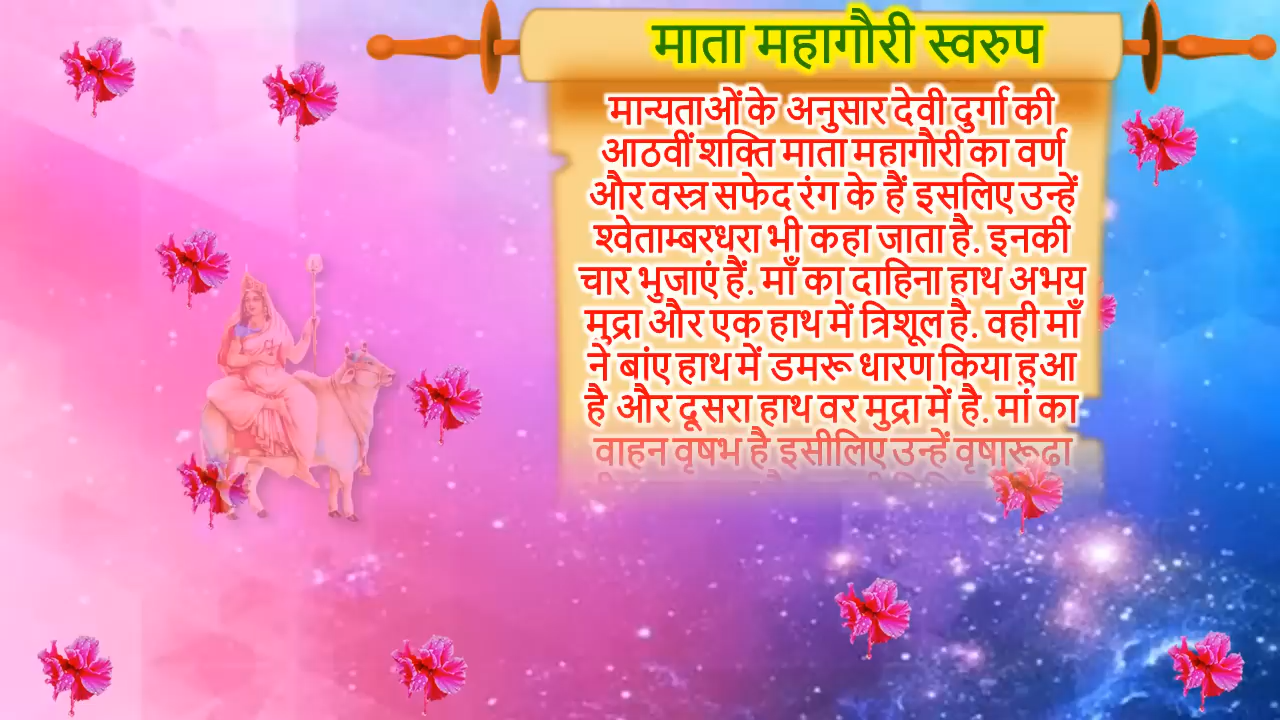 माता महागौरी स्वरुप
मान्यताओं के अनुसार देवी दुर्गा की
आठवीं शक्ति माता महागौरी का वर्ण
और वस्त्र सफेद रंग के हैं इसलिए उन्हें
श्वेताम्बरधरा भी कहा जाता है. इनकी
चार भुजाएं हैं. माँ का दाहिना हाथ अभय
मुद्रा और एक हाथ में त्रिशूल है. वही माँ
ने बांए हाथ में डमरू धारण किया हुआ
है और दूसरा हाथ वर मुद्रा में है. मां का
वाहन वृषभ है इसीलिए उन्हें वृषारूढा